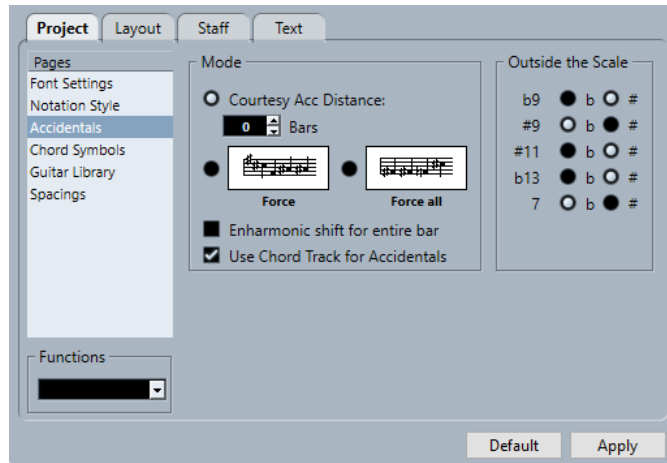 Project Layout Staff Text
Pages
Font Settings
Notation Style
Accidentals
Chord Symbols
Guitar Library
Spacings
Functions
Mode
Courtesy Acc Distance:
0 Bars
Force Force all
Enharmonic shift for entire bar
Use Chord Track for Accidentals
Outside the Scale
b9 b #
#9 b #
#11 b #
b13 b #
7 b #
Default Apply